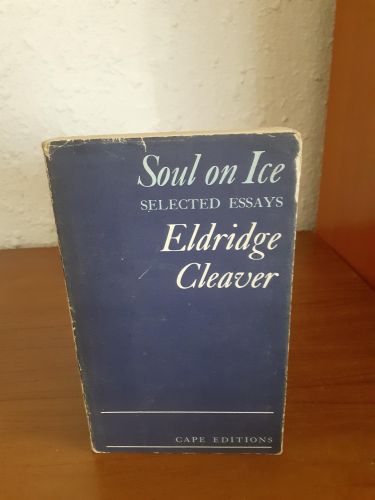 Soul on Ice
SELECTED ESSAYS
Eldridge
Cleaver
CAPE EDITIONS